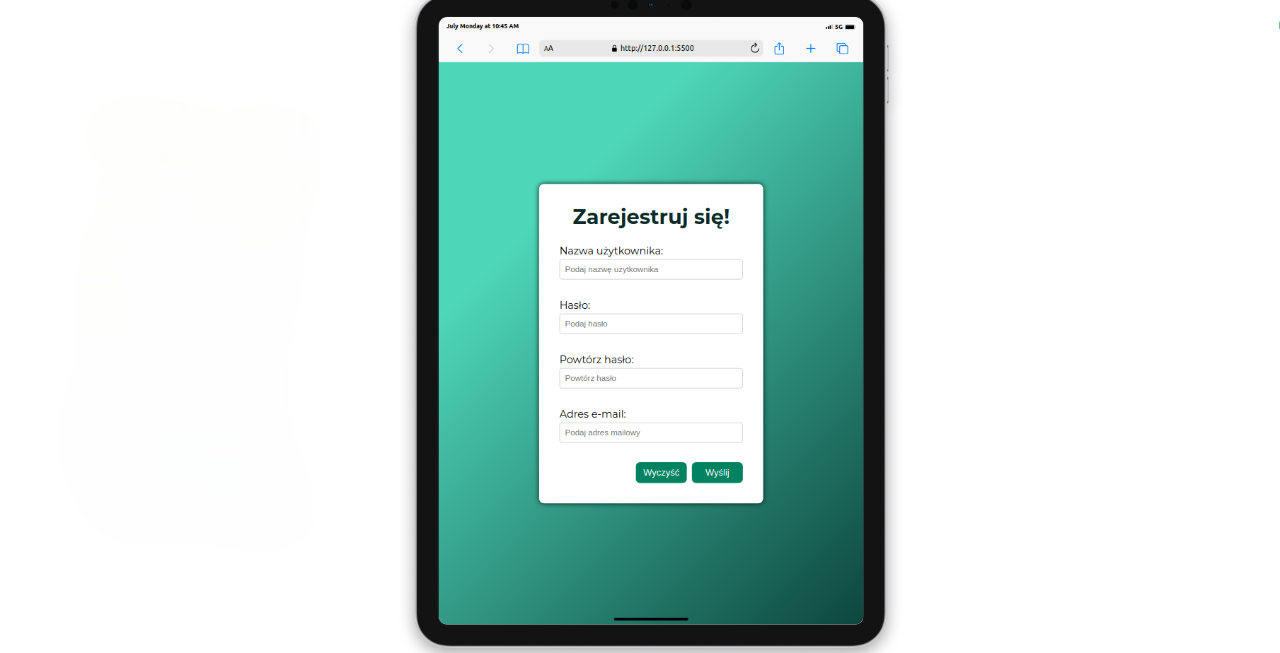 July Monday at 10:45 AM
5G
AA
http://127.0.0.1:5500
Zarejestruj się!
Nazwa użytkownika:
Podaj nazwę użytkownika
Hasło:
Podaj hasło
Powtórz hasło:
Powtórz hasło
Adres e-mail:
Podaj adres mailowy
Wyczyść Wyślij